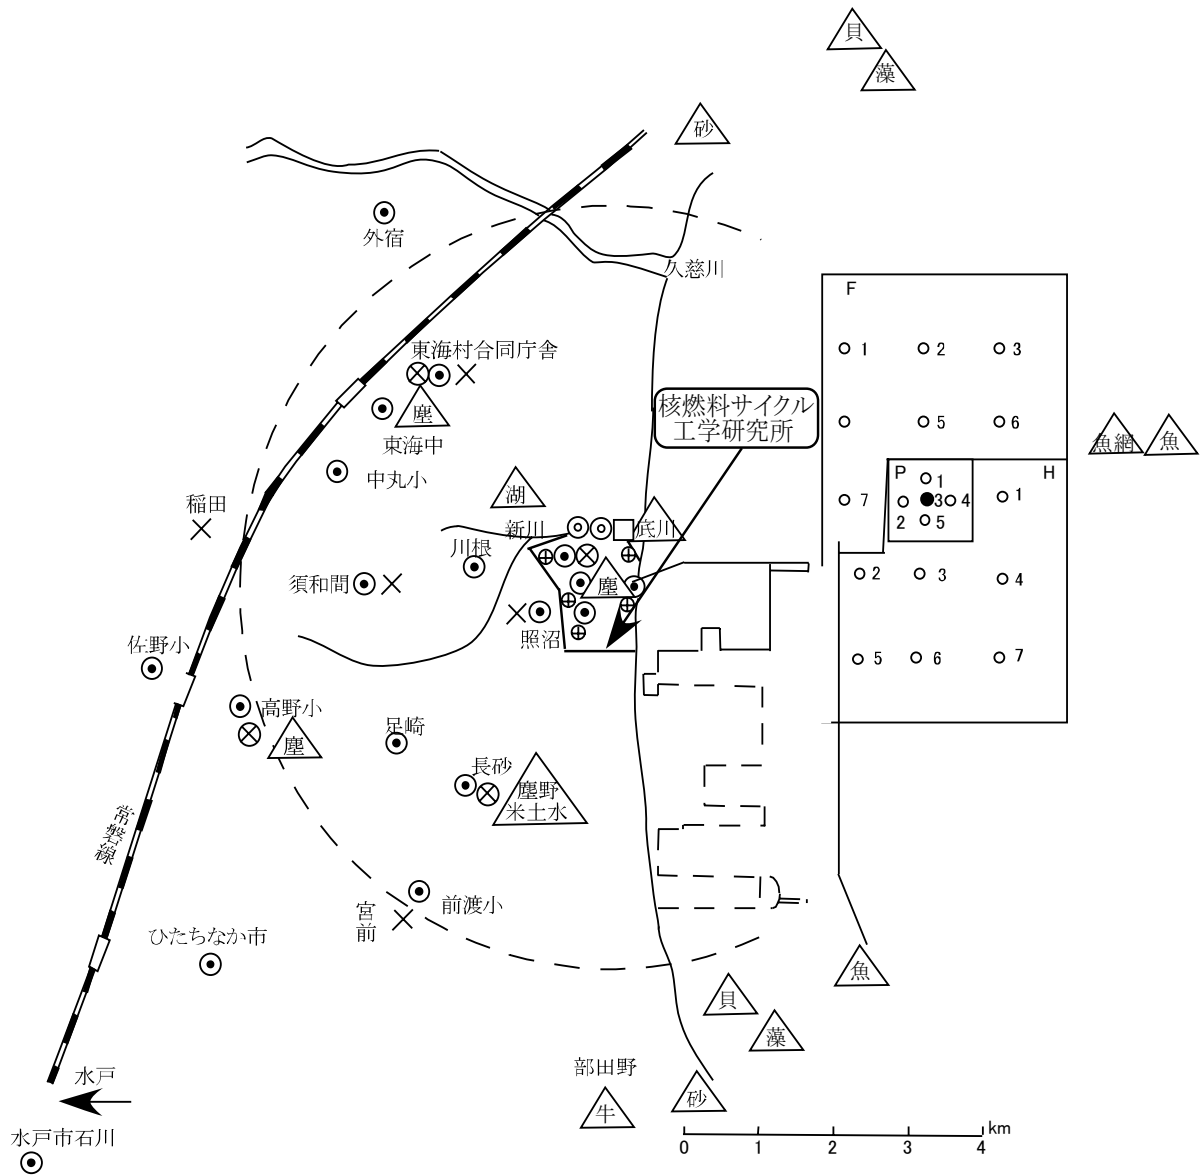 貝
藻
砂
外宿
久慈川
F
1
2
3
東海村合同庁舎
塵
核燃料サイクル
工学研究所
5
6
東海中
魚網
魚
中丸小
P
H
1
7
3
4
1
2
5
稲田
湖
新川
底川
川根
須和間
塵
2
3
4
照沼
佐野小
5
6
7
高野小
塵
足崎
長砂
塵野
米土水
常磐線
前渡小
宮前
ひたちなか市
魚
貝
藻
部田野
水戸
砂
牛
水戸市石川
km
0
1
2
3
4